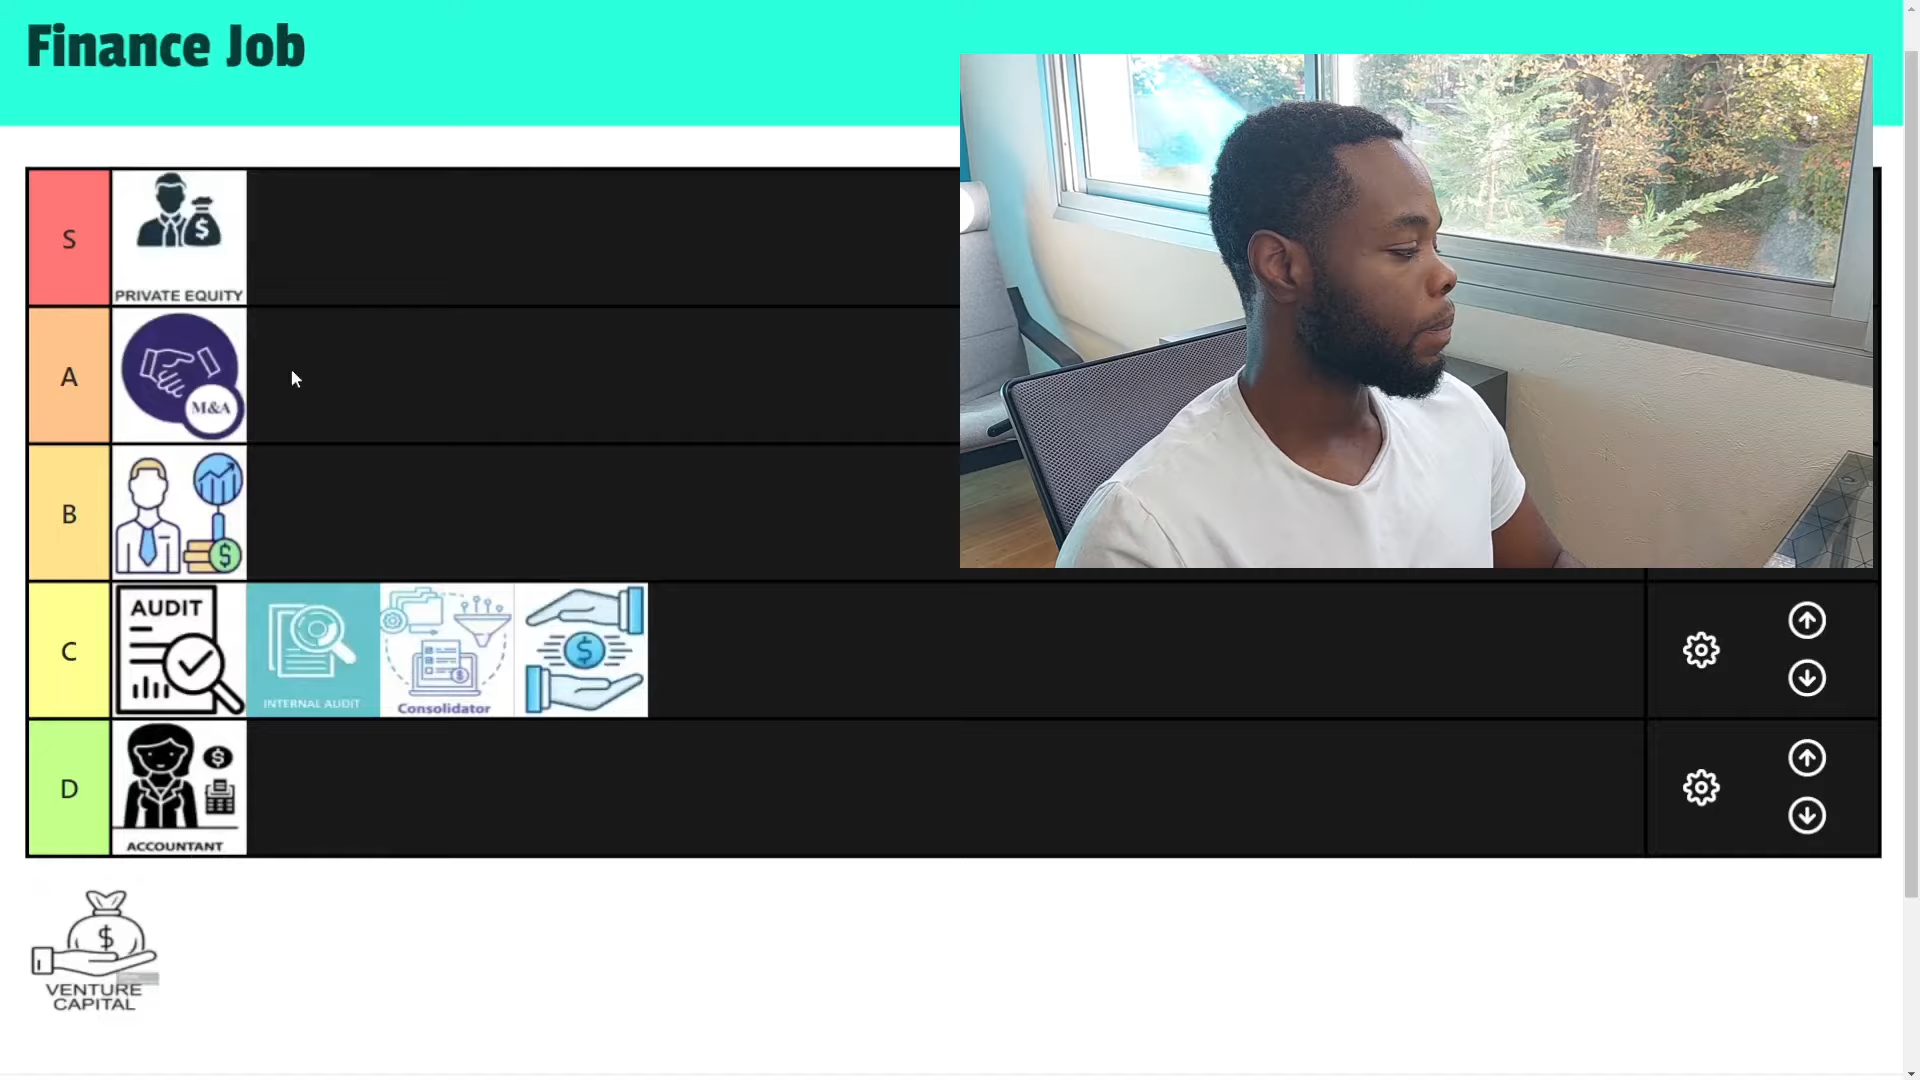 Finance Job
S
$
PRIVATE EQUITY
A
M&A
B
$
C
AUDIT
INTERNAL AUDIT
$
Consolidator
$
D
$
ACCOUNTANT
$
VENTURE
CAPITAL